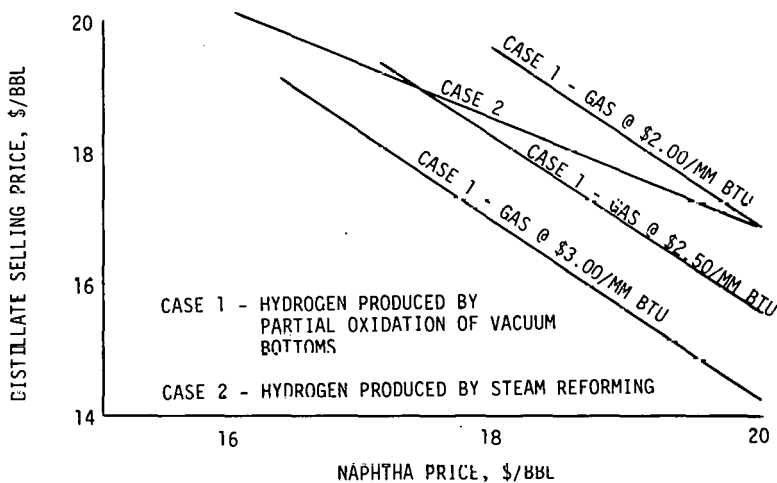 DISTILLATE SELLING PRICE, $/BBL
20
18
16
14
CASE 1 - GAS @ $2.00/MM BTU
CASE 2
CASE 1 - GAS @ $2.50/MM BTU
CASE 1 - GAS @ $3.00/MM BTU
CASE 1 - HYDROGEN PRODUCED BY
PARTIAL OXIDATION OF VACUUM
BOTTOMS
CASE 2 - HYDROGEN PRODUCED BY STEAM REFORMING
16
18
20
NAPHTHA PRICE, $/BBL